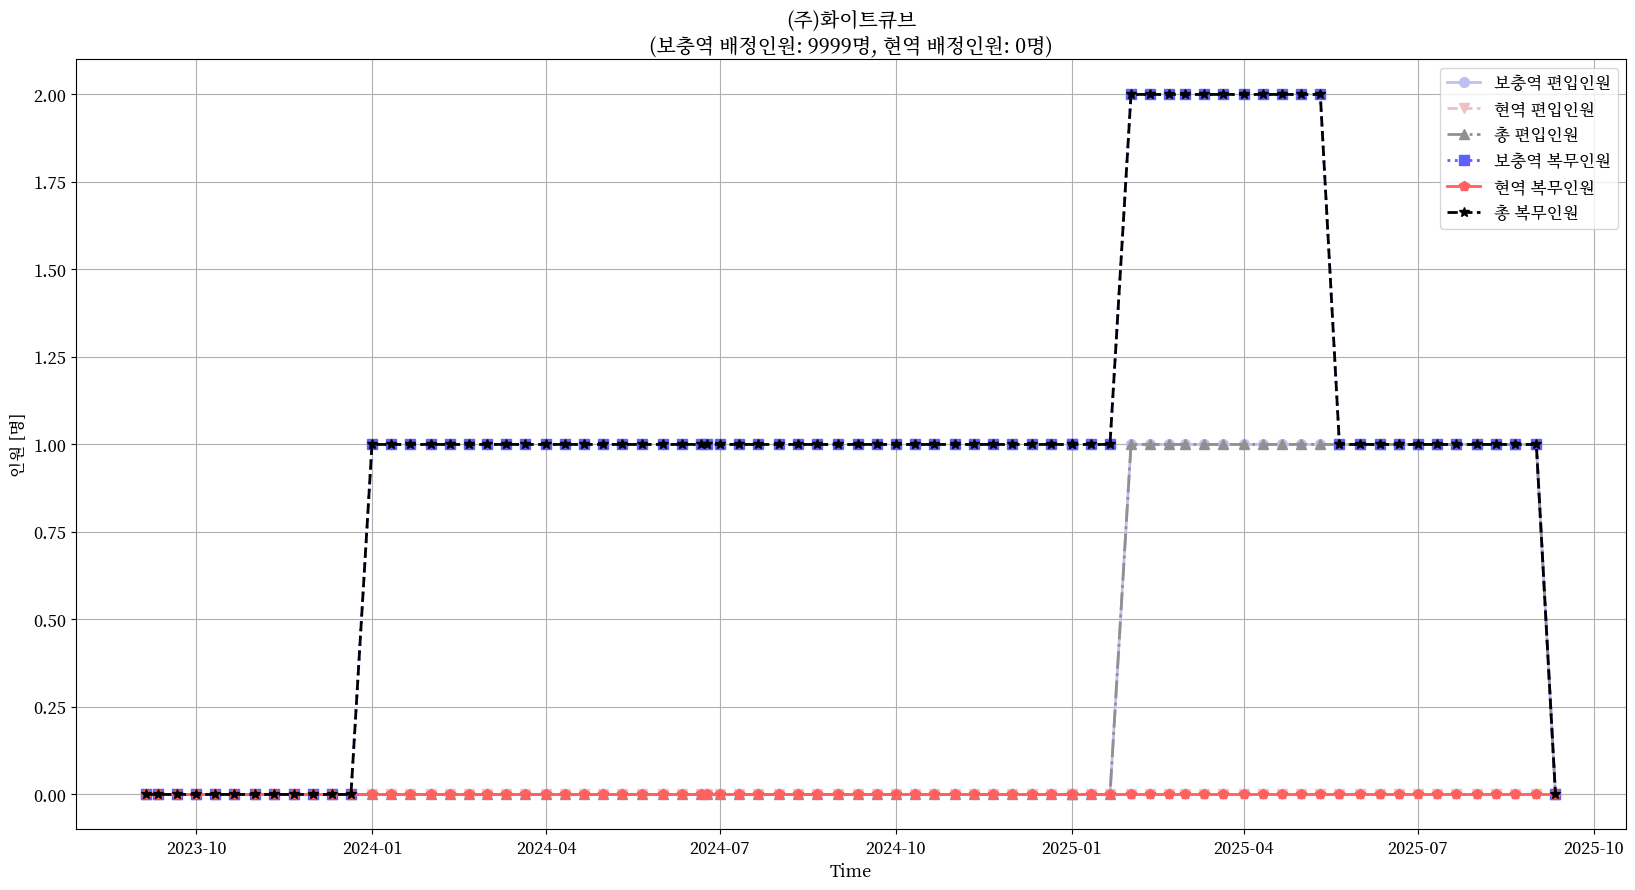 (주)화이트큐브
(보충역 배정인원: 9999명, 현역 배정인원: 0명)
보충역 편입인원
현역 편입인원
총 편입인원
보충역 복무인원
현역 복무인원
총 복무인원
인원 [명]
2.00
1.75
1.50
1.25
1.00
0.75
0.50
0.25
0.00
2023-10
2024-01
2024-04
2024-07
2024-10
2025-01
2025-04
2025-07
2025-10
Time